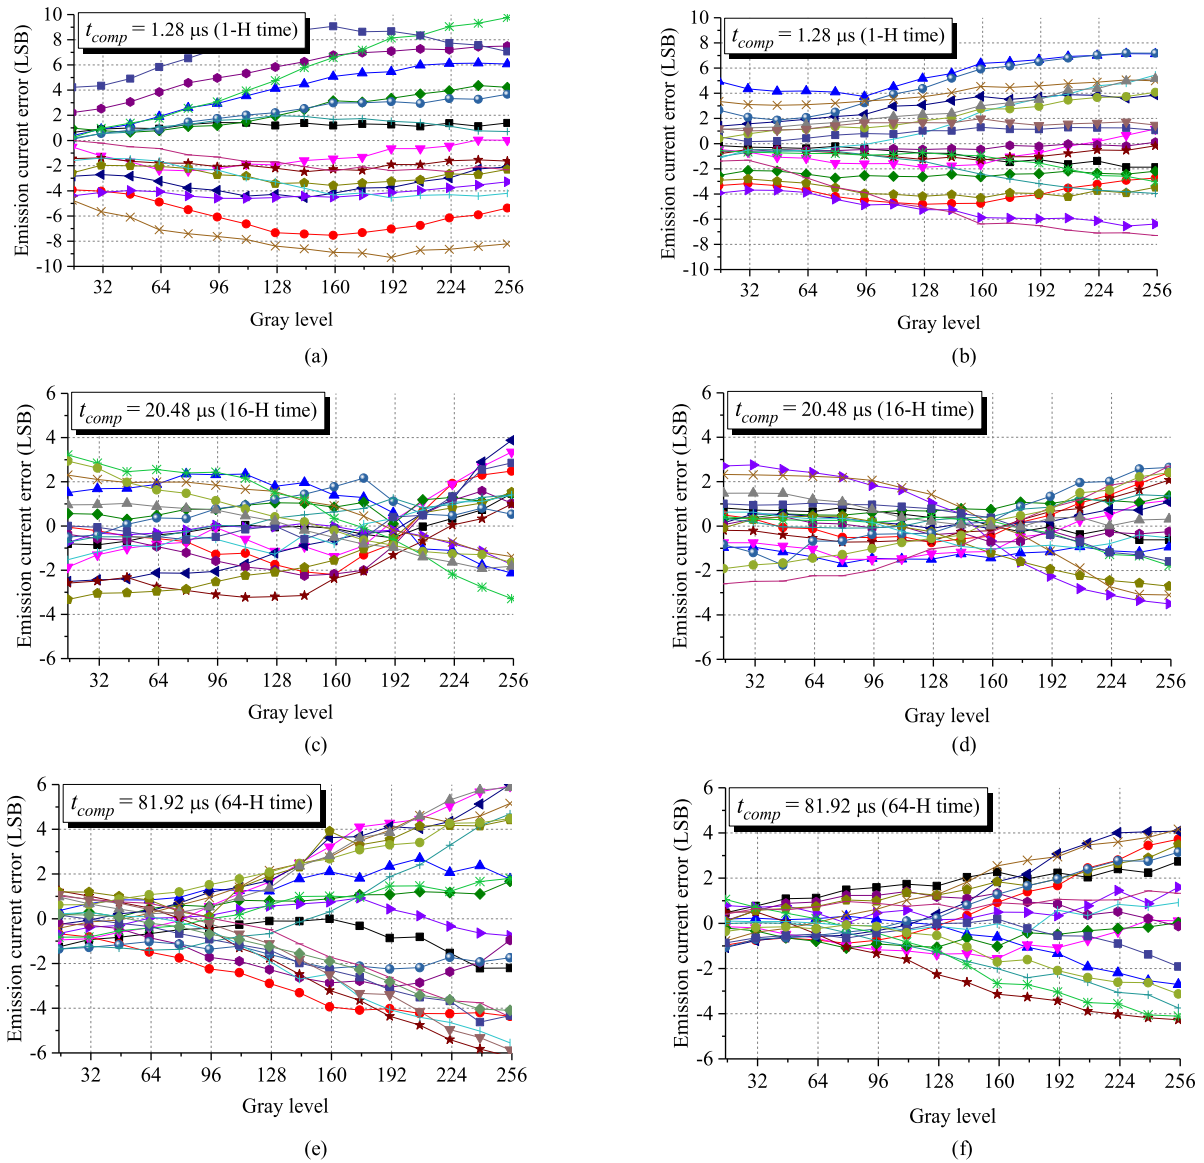 t_comp = 1.28 μs (1-H time)
Emission current error (LSB)
10
8
6
4
2
0
-2
-4
-6
-8
-10
32 64 96 128 160 192 224 256
Gray level
(a)
t_comp = 1.28 μs (1-H time)
Emission current error (LSB)
10
8
6
4
2
0
-2
-4
-6
-8
-10
32 64 96 128 160 192 224 256
Gray level
(b)
t_comp = 20.48 μs (16-H time)
Emission current error (LSB)
6
4
2
0
-2
-4
-6
32 64 96 128 160 192 224 256
Gray level
(c)
t_comp = 20.48 μs (16-H time)
Emission current error (LSB)
6
4
2
0
-2
-4
-6
32 64 96 128 160 192 224 256
Gray level
(d)
t_comp = 81.92 μs (64-H time)
Emission current error (LSB)
6
4
2
0
-2
-4
-6
32 64 96 128 160 192 224 256
Gray level
(e)
t_comp = 81.92 μs (64-H time)
Emission current error (LSB)
6
4
2
0
-2
-4
-6
32 64 96 128 160 192 224 256
Gray level
(f)